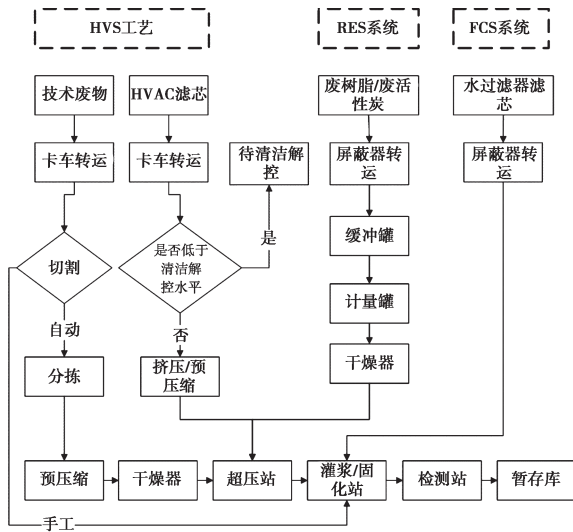 HVS工艺
RES系统
FCS系统
技术废物
HVAC滤芯
废树脂/废活
性炭
水过滤器滤
芯
卡车转运
卡车转运
待清洁解
控
屏蔽器转
运
屏蔽器转
运
切割
是否低于
清洁解
控水平
是
缓冲罐
计量罐
自动
否
分拣
挤压/预
压缩
干燥器
预压缩
干燥器
超压站
灌浆/固
化站
检测站
暂存库
手工